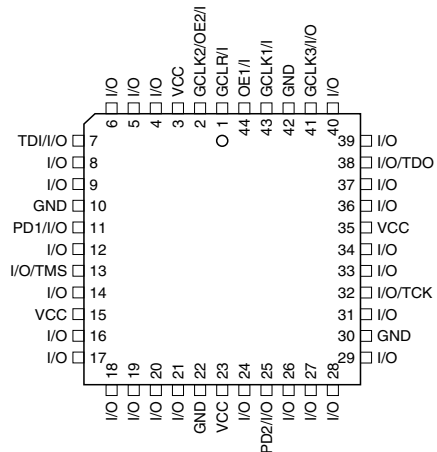 I/O
I/O
I/O
VCC
GCLK2/OE2/I
GCLR/I
OE1/I
GCLK1/I
GND
GCLK3/I/O
I/O
6
5
4
3
2
1
44
43
42
41
40
TDI/I/O 7
I/O 8
I/O 9
GND 10
PD1/I/O 11
I/O 12
I/O/TMS 13
I/O 14
VCC 15
I/O 16
I/O 17
39 I/O
38 I/O/TDO
37 I/O
36 I/O
35 VCC
34 I/O
33 I/O
32 I/O/TCK
31 I/O
30 GND
29 I/O
18
19
20
21
22
23
24
25
26
27
28
I/O
I/O
I/O
I/O
GND
VCC
I/O
PD2/I/O
I/O
I/O
I/O